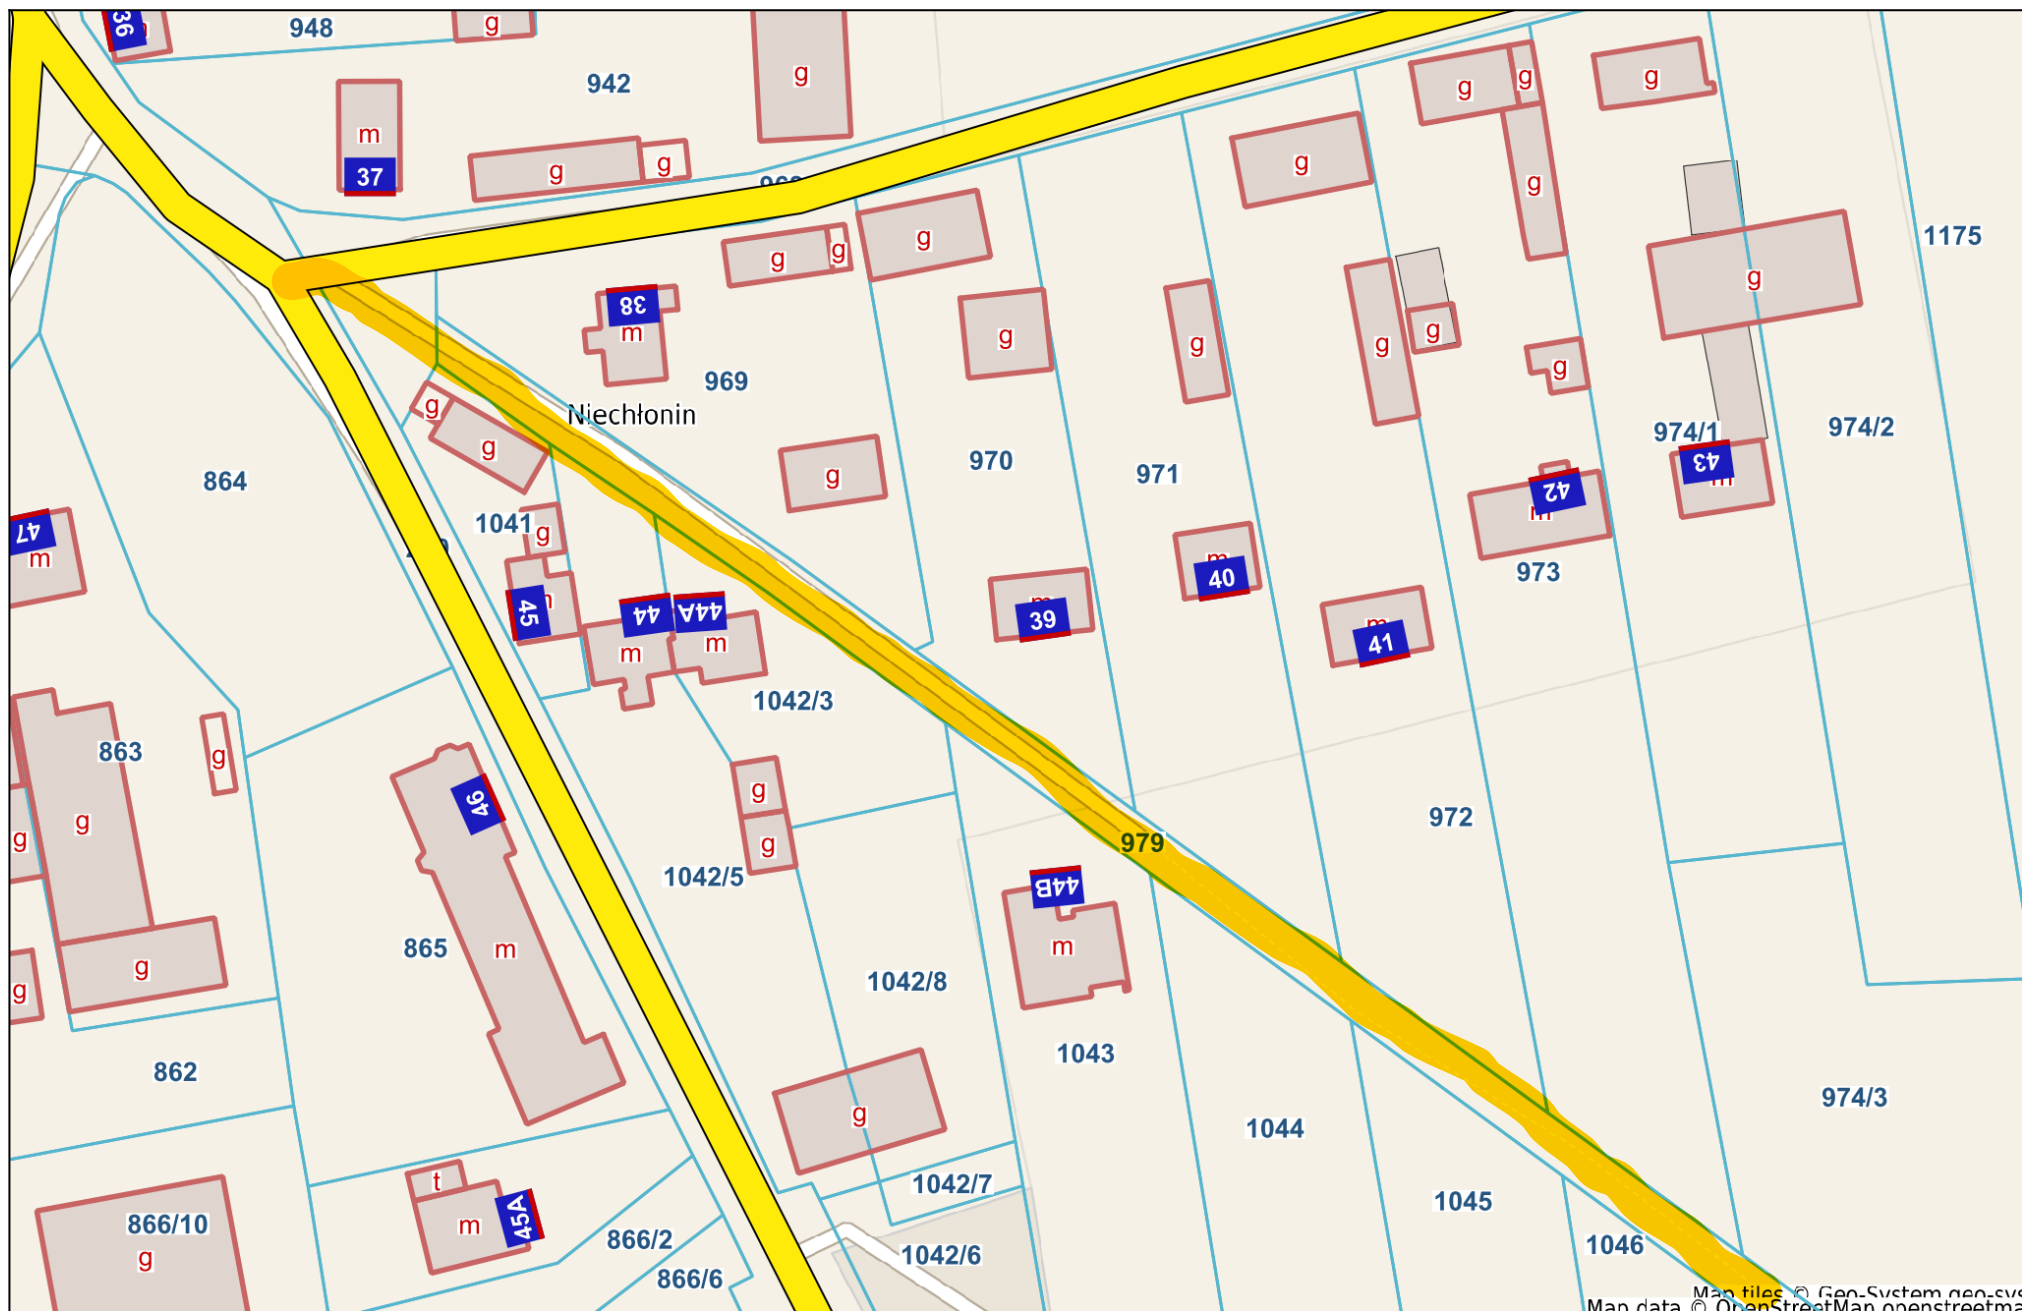 36
948
g
g
942
m
37
g
g
g
g
g
g
g
1175
g
g
g
g
38
m
g
g
g
g
g
969
g
Niechłonin
g
g
974/1
974/2
864
g
970
971
43
m
42
m
47
m
1041
g
973
45
44
44A
m
m
m
39
m
40
m
41
1042/3
863
g
g
46
g
g
972
979
g
1042/5
44B
m
865
m
g
g
1042/8
1043
862
974/3
g
1044
t
1042/7
1045
866/10
g
m
45A
866/2
1042/6
1046
866/6
Map tiles © Geo-System geo-sys
Map data © OpenStreetMap openstreetma